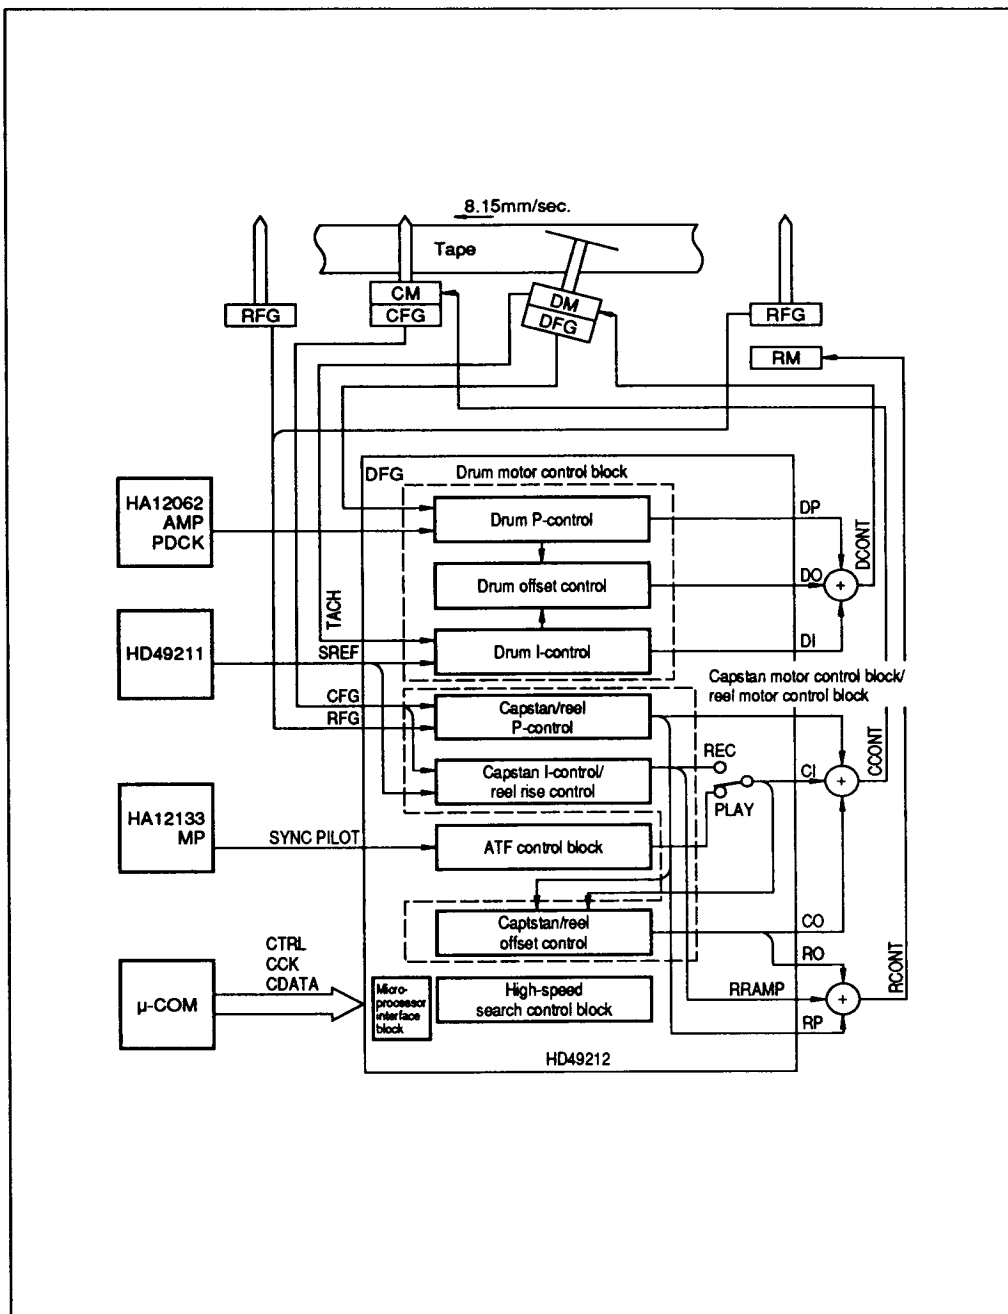 8.15mm/sec.
Tape
CM
CFG
RFG
DM
DFG
RFG
RM
HA12062
AMP
PDCK
DFG
Drum motor control block
Drum P-control
DP
Drum offset control
DO
DCONT
TACH
HD49211
SREF
Drum I-control
DI
Capstan motor control block/
reel motor control block
CFG
RFG
Capstan/reel
P-control
REC
Capstan I-control/
reel rise control
CI
CCONT
PLAY
HA12133
MP
SYNC PILOT
ATF control block
Captstan/reel
offset control
CO
RO
RCONT
CTRL
CCK
CDATA
μ-COM
Micro-
processor
interface
block
High-speed
search control block
RRAMP
RP
HD49212